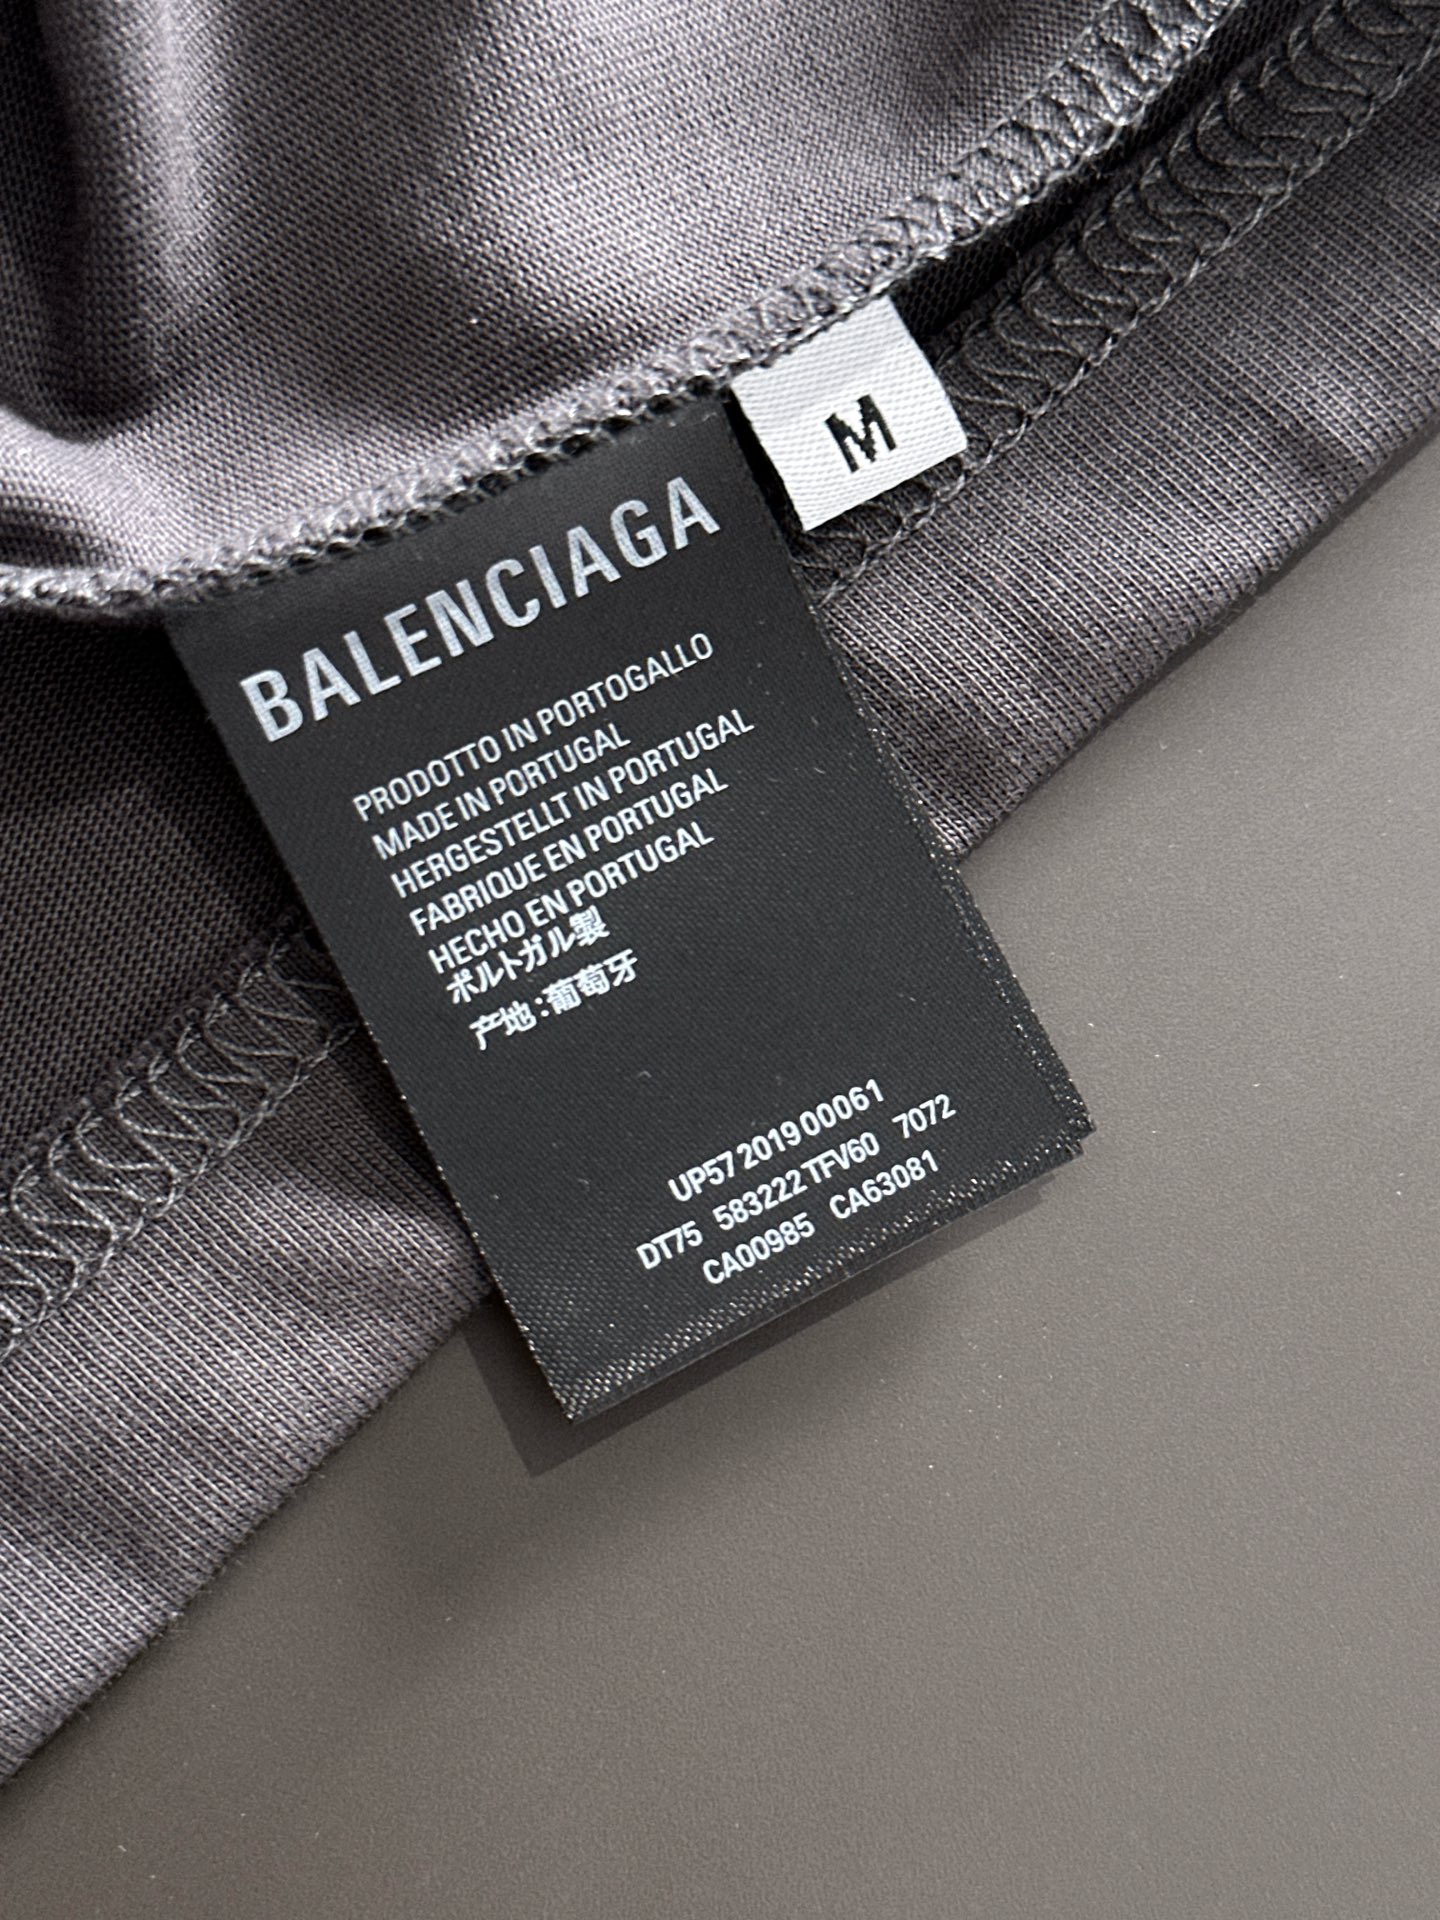 M
BALENCIAGA
PRODOTTO IN PORTOGALLO
MADE IN PORTUGAL
HERGESTELLT IN PORTUGAL
FABRIQUE EN PORTUGAL
HECHO EN PORTUGAL
ポルトガル製
产地:葡萄牙
UP57 2019 00061
DT75 583222 TFV60 7072
CA00985 CA63081